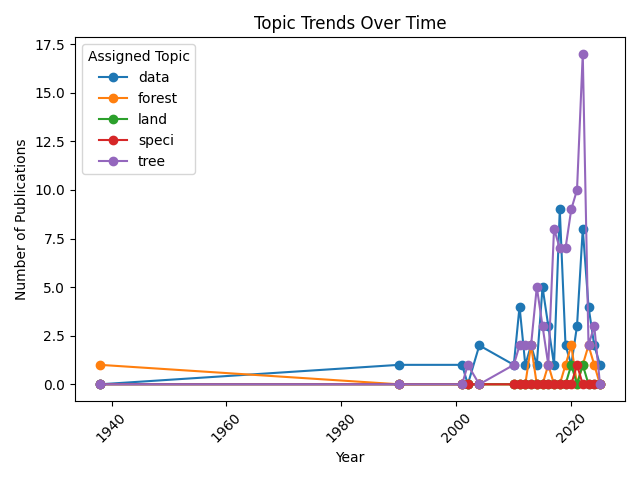 Topic Trends Over Time
Number of Publications
17.5
15.0
12.5
10.0
7.5
5.0
2.5
0.0
Assigned Topic
data
forest
land
speci
tree
1940
1960
1980
2000
2020
Year